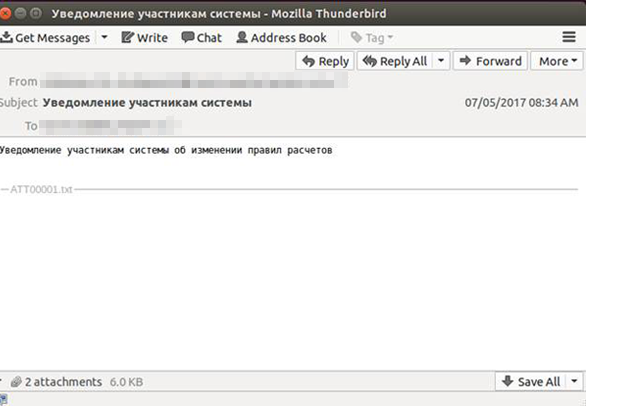 Уведомление участникам системы - Mozilla Thunderbird
Get Messages Write Chat Address Book Tag
Reply Reply All Forward More
From
Subject Уведомление участникам системы 07/05/2017 08:34 AM
To
Уведомление участникам системы об изменении правил расчетов
ATT00001.txt
2 attachments 6.0 KB Save All